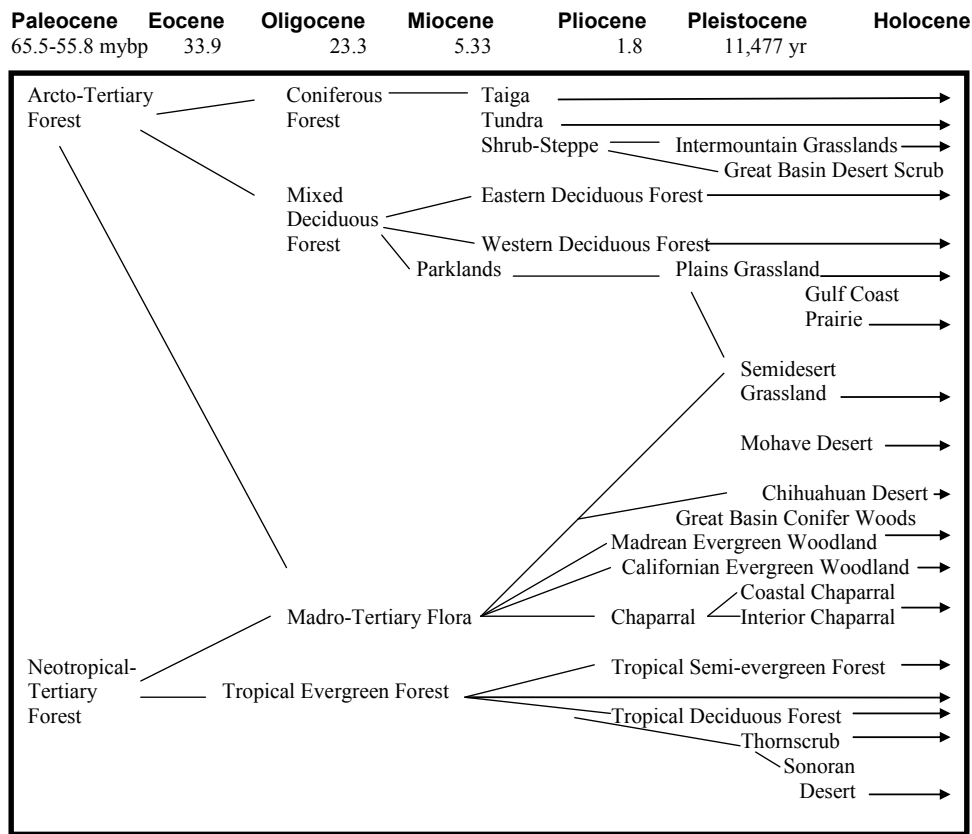 Paleocene Eocene Oligocene Miocene Pliocene Pleistocene Holocene
65.5-55.8 mybp 33.9 23.3 5.33 1.8 11,477 yr
Arcto-Tertiary
Forest
Coniferous
Forest
Taiga
Tundra
Shrub-Steppe
Intermountain Grasslands
Great Basin Desert Scrub
Mixed
Deciduous
Forest
Eastern Deciduous Forest
Western Deciduous Forest
Parklands
Plains Grassland
Gulf Coast
Prairie
Semidesert
Grassland
Mohave Desert
Chihuahuan Desert
Great Basin Conifer Woods
Madrean Evergreen Woodland
Californian Evergreen Woodland
Madro-Tertiary Flora
Chaparral
Coastal Chaparral
Interior Chaparral
Neotropical-
Tertiary
Forest
Tropical Evergreen Forest
Tropical Semi-evergreen Forest
Tropical Deciduous Forest
Thornscrub
Sonoran
Desert